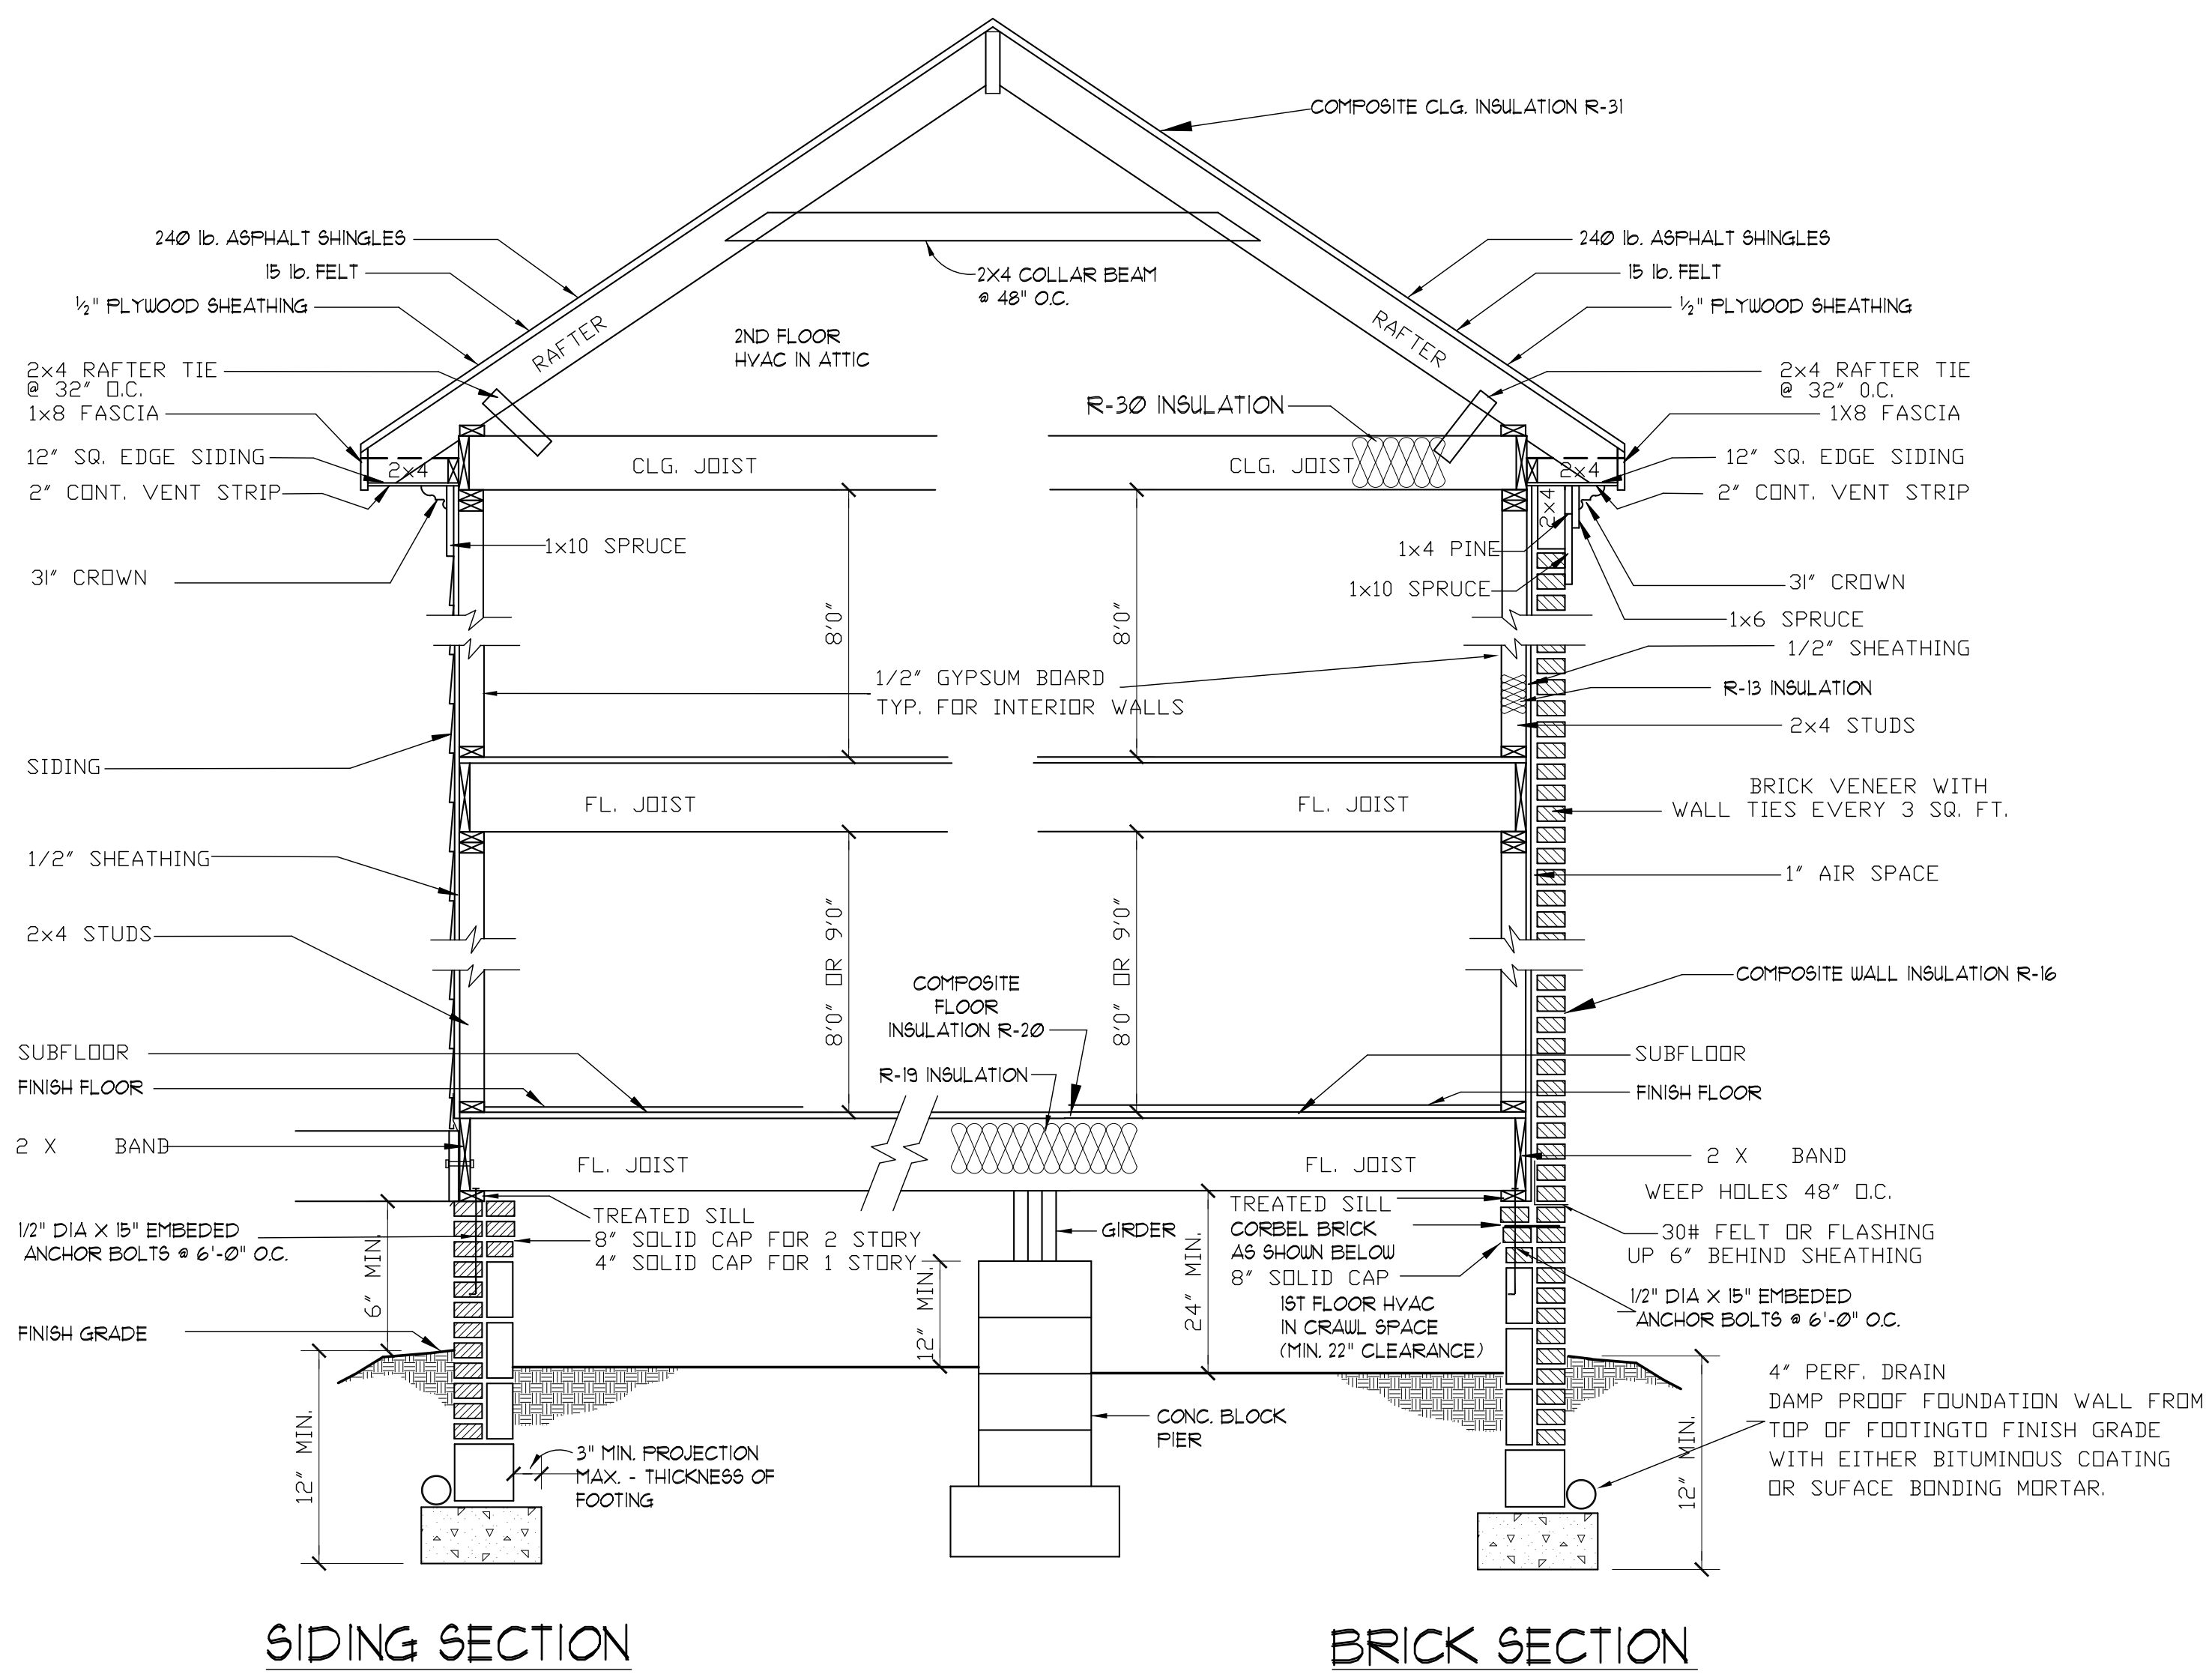 COMPOSITE CLG. INSULATION R-31
240 lb. ASPHALT SHINGLES
15 lb. FELT
½" PLYWOOD SHEATHING
2x4 RAFTER TIE
@ 32" O.C.
1x8 FASCIA
12" SQ. EDGE SIDING
2" CONT. VENT STRIP
31" CROWN
SIDING
1/2" SHEATHING
2x4 STUDS
SUBFLOOR
FINISH FLOOR
2 X BAND
1/2" DIA X 15" EMBEDED
ANCHOR BOLTS @ 6'-0" O.C.
FINISH GRADE
RAFTER
2X4 COLLAR BEAM
@ 48" O.C.
2ND FLOOR
HVAC IN ATTIC
R-30 INSULATION
RAFTER
2x4
CLG. JOIST
CLG. JOIST
2x4
2x4
1x10 SPRUCE
1x4 PINE
1x10 SPRUCE
8'0"
8'0"
1/2" GYPSUM BOARD
TYP. FOR INTERIOR WALLS
FL. JOIST
FL. JOIST
8'0" OR 9'0"
8'0" OR 9'0"
COMPOSITE
FLOOR
INSULATION R-20
R-19 INSULATION
FL. JOIST
FL. JOIST
TREATED SILL
8" SOLID CAP FOR 2 STORY
4" SOLID CAP FOR 1 STORY
6" MIN.
12" MIN.
12" MIN.
24" MIN.
GIRDER
TREATED SILL
CORBEL BRICK
AS SHOWN BELOW
8" SOLID CAP
1ST FLOOR HVAC
IN CRAWL SPACE
(MIN. 22" CLEARANCE)
CONC. BLOCK
PIER
3" MIN. PROJECTION
MAX. - THICKNESS OF
FOOTING
240 lb. ASPHALT SHINGLES
15 lb. FELT
½" PLYWOOD SHEATHING
2x4 RAFTER TIE
@ 32" O.C.
1X8 FASCIA
12" SQ. EDGE SIDING
2" CONT. VENT STRIP
31" CROWN
1x6 SPRUCE
1/2" SHEATHING
R-13 INSULATION
2x4 STUDS
BRICK VENEER WITH
WALL TIES EVERY 3 SQ. FT.
1" AIR SPACE
COMPOSITE WALL INSULATION R-16
SUBFLOOR
FINISH FLOOR
2 X BAND
WEEP HOLES 48" O.C.
30# FELT OR FLASHING
UP 6" BEHIND SHEATHING
1/2" DIA X 15" EMBEDED
ANCHOR BOLTS @ 6'-0" O.C.
12" MIN.
4" PERF. DRAIN
DAMP PROOF FOUNDATION WALL FROM
TOP OF FOOTINGTO FINISH GRADE
WITH EITHER BITUMINOUS COATING
OR SUFACE BONDING MORTAR.
SIDING SECTION
BRICK SECTION